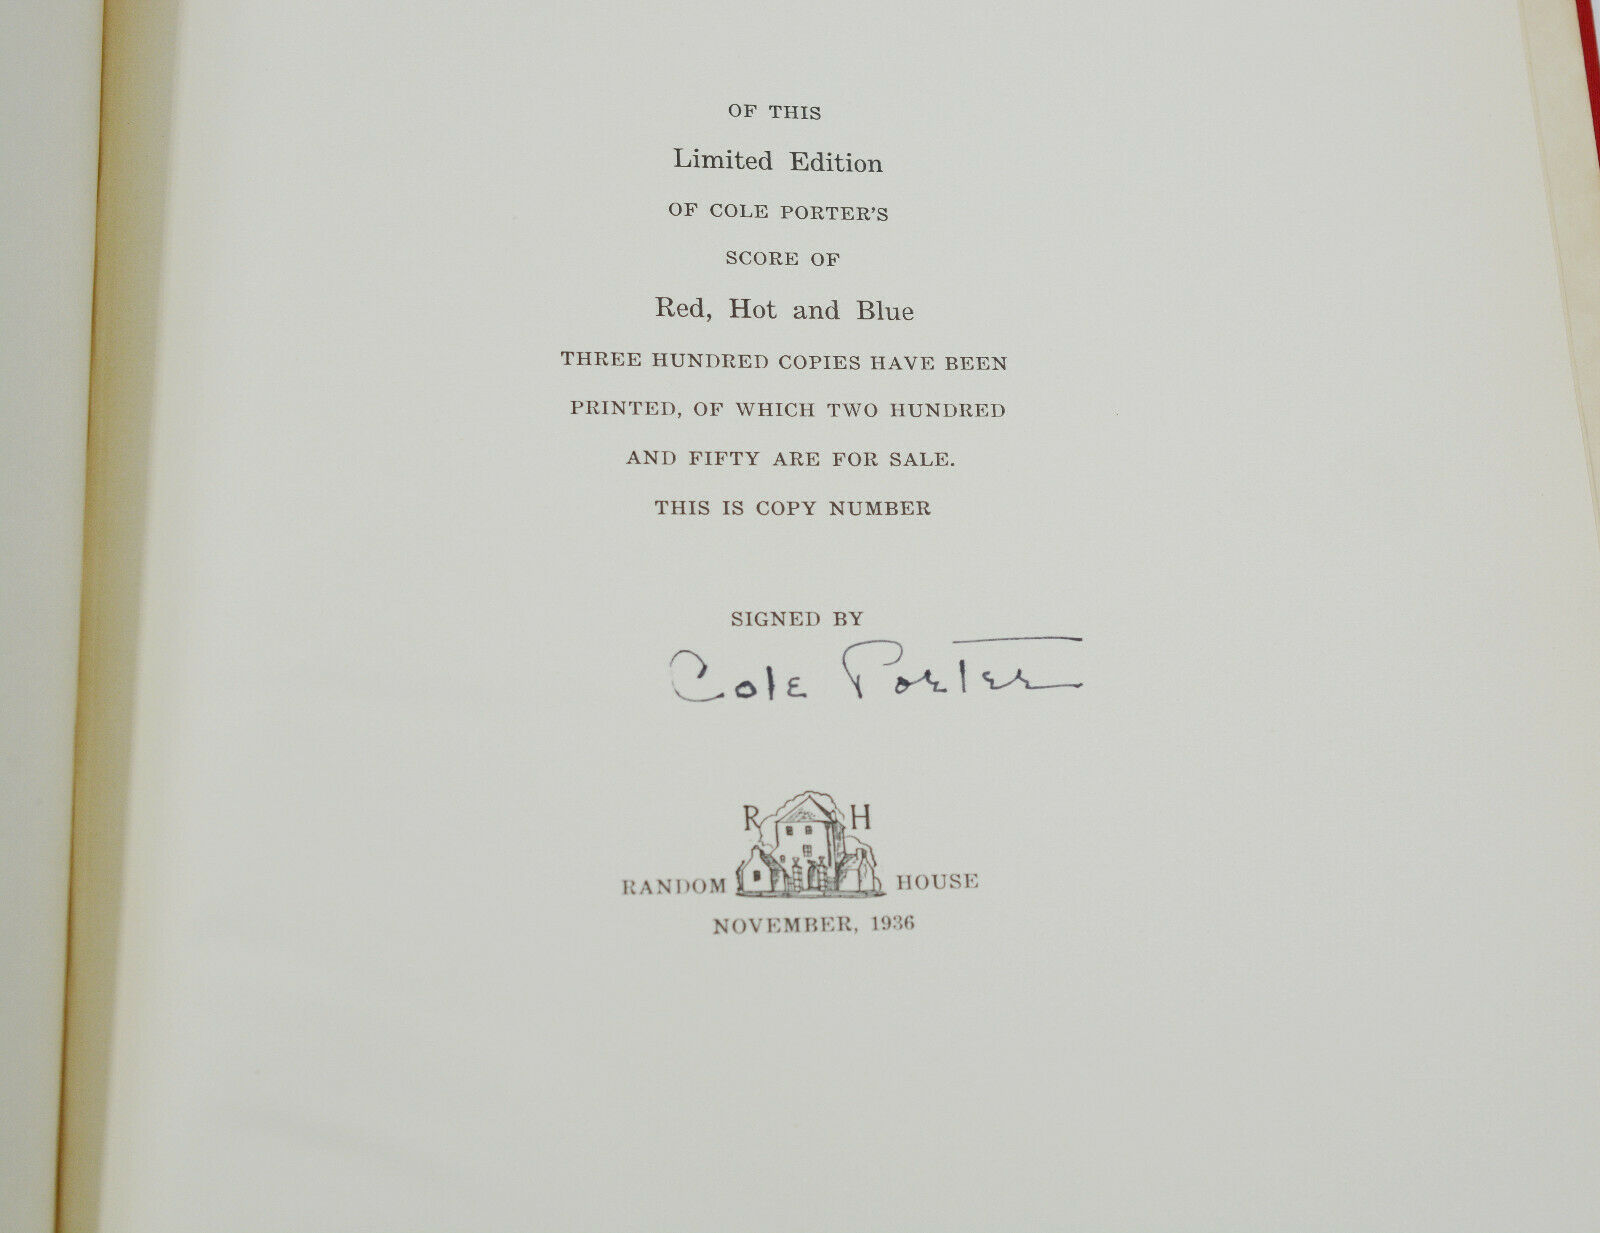 OF THIS
Limited Edition
OF COLE PORTER'S
SCORE OF
Red, Hot and Blue
THREE HUNDRED COPIES HAVE BEEN
PRINTED, OF WHICH TWO HUNDRED
AND FIFTY ARE FOR SALE.
THIS IS COPY NUMBER
SIGNED BY
Cole Porter
R H
RANDOM HOUSE
NOVEMBER, 1936